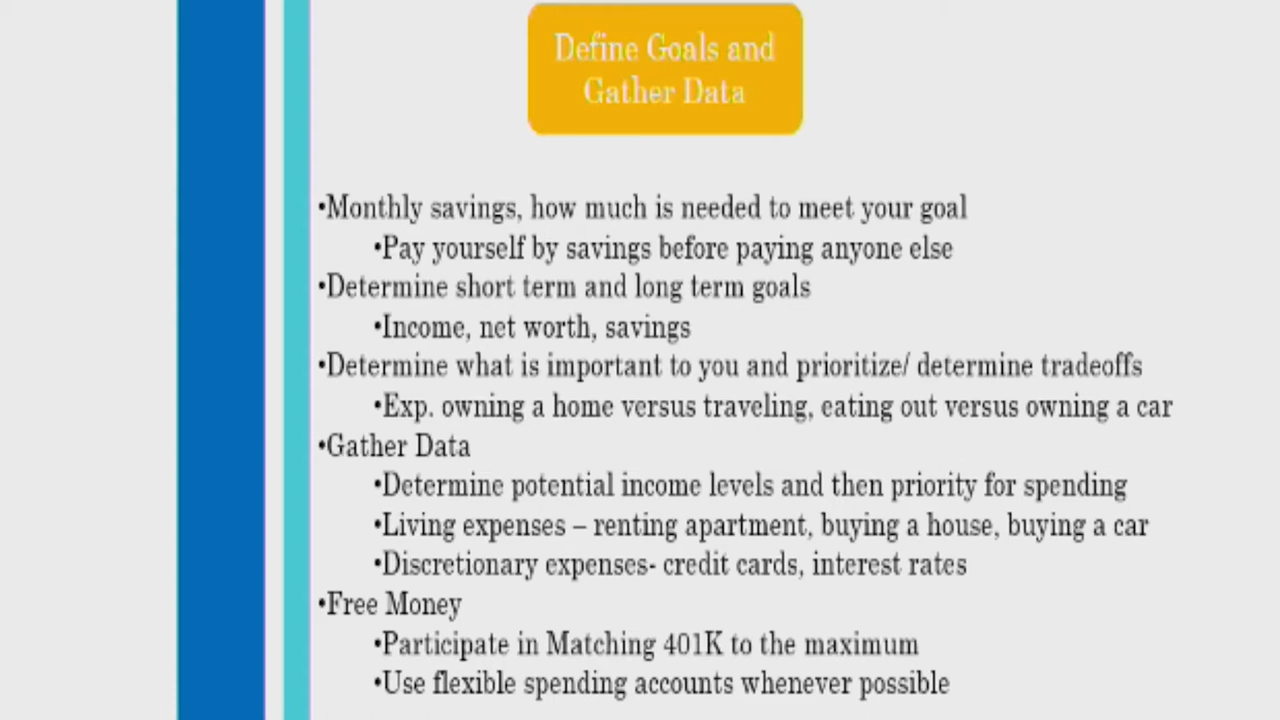 Define Goals and
Gather Data
•Monthly savings, how much is needed to meet your goal
•Pay yourself by savings before paying anyone else
•Determine short term and long term goals
•Income, net worth, savings
•Determine what is important to you and prioritize/ determine tradeoffs
•Exp. owning a home versus traveling, eating out versus owning a car
•Gather Data
•Determine potential income levels and then priority for spending
•Living expenses – renting apartment, buying a house, buying a car
•Discretionary expenses- credit cards, interest rates
•Free Money
•Participate in Matching 401K to the maximum
•Use flexible spending accounts whenever possible